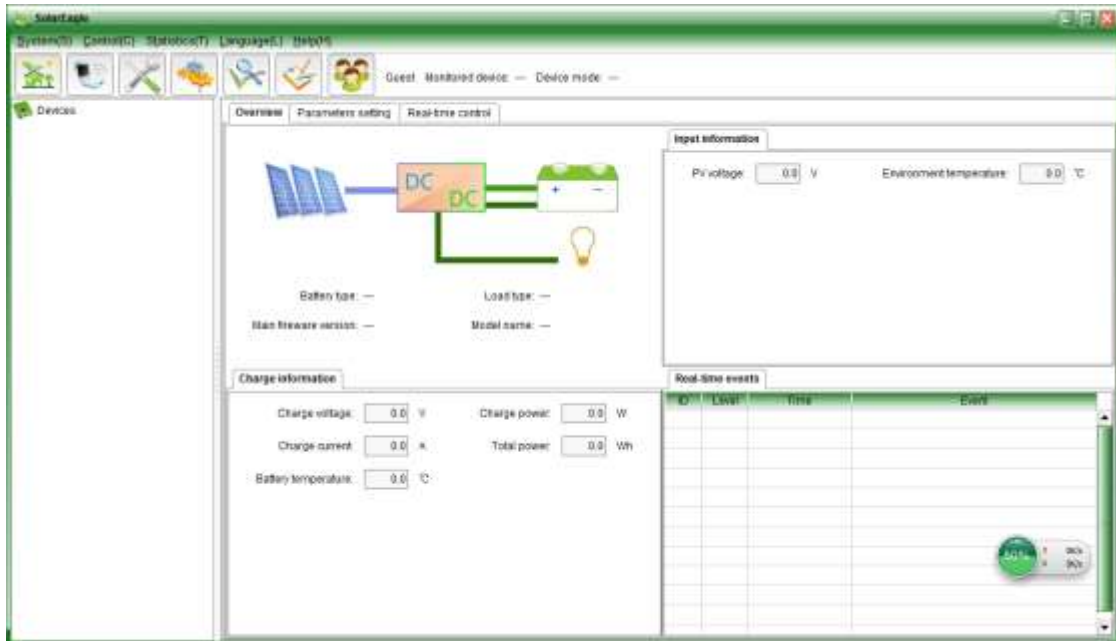 SolarEagle
System(S) Control(C) Statistics(T) Language(L) Help(H)
Guest Monitored device: --- Device mode: ---
Devices
Overview Parameters setting Real-time control
Input information
PV voltage: 0.0 V Environment temperature: 0.0 ℃
DC
DC
+ −
Battery type: --- Load type: ---
Main fireware version: --- Model name: ---
Charge information
Real-time events
ID Level Time Event
Charge voltage: 0.0 V Charge power: 0.0 W
Charge current: 0.0 A Total power: 0.0 Wh
Battery temperature: 0.0 ℃